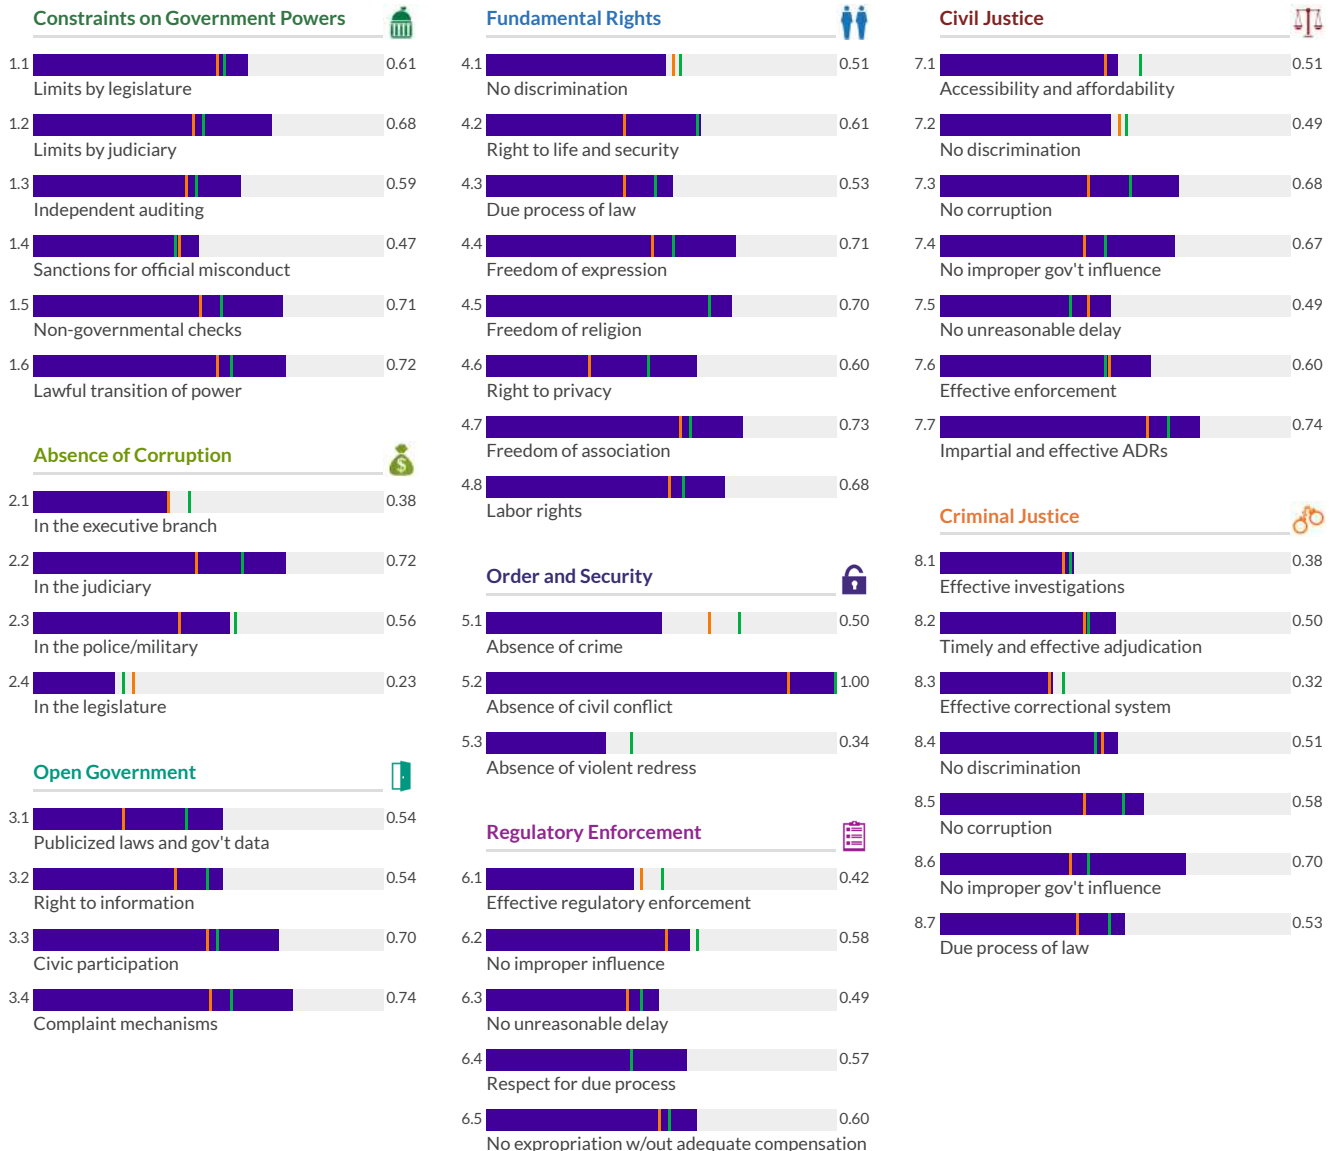 Constraints on Government Powers
1.1 0.61
Limits by legislature
1.2 0.68
Limits by judiciary
1.3 0.59
Independent auditing
1.4 0.47
Sanctions for official misconduct
1.5 0.71
Non-governmental checks
1.6 0.72
Lawful transition of power
Absence of Corruption
$
2.1 0.38
In the executive branch
2.2 0.72
In the judiciary
2.3 0.56
In the police/military
2.4 0.23
In the legislature
Open Government
3.1 0.54
Publicized laws and gov't data
3.2 0.54
Right to information
3.3 0.70
Civic participation
3.4 0.74
Complaint mechanisms
Fundamental Rights
4.1 0.51
No discrimination
4.2 0.61
Right to life and security
4.3 0.53
Due process of law
4.4 0.71
Freedom of expression
4.5 0.70
Freedom of religion
4.6 0.60
Right to privacy
4.7 0.73
Freedom of association
4.8 0.68
Labor rights
Order and Security
5.1 0.50
Absence of crime
5.2 1.00
Absence of civil conflict
5.3 0.34
Absence of violent redress
Regulatory Enforcement
6.1 0.42
Effective regulatory enforcement
6.2 0.58
No improper influence
6.3 0.49
No unreasonable delay
6.4 0.57
Respect for due process
6.5 0.60
No expropriation w/out adequate compensation
Civil Justice
7.1 0.51
Accessibility and affordability
7.2 0.49
No discrimination
7.3 0.68
No corruption
7.4 0.67
No improper gov't influence
7.5 0.49
No unreasonable delay
7.6 0.60
Effective enforcement
7.7 0.74
Impartial and effective ADRs
Criminal Justice
8.1 0.38
Effective investigations
8.2 0.50
Timely and effective adjudication
8.3 0.32
Effective correctional system
8.4 0.51
No discrimination
8.5 0.58
No corruption
8.6 0.70
No improper gov't influence
8.7 0.53
Due process of law